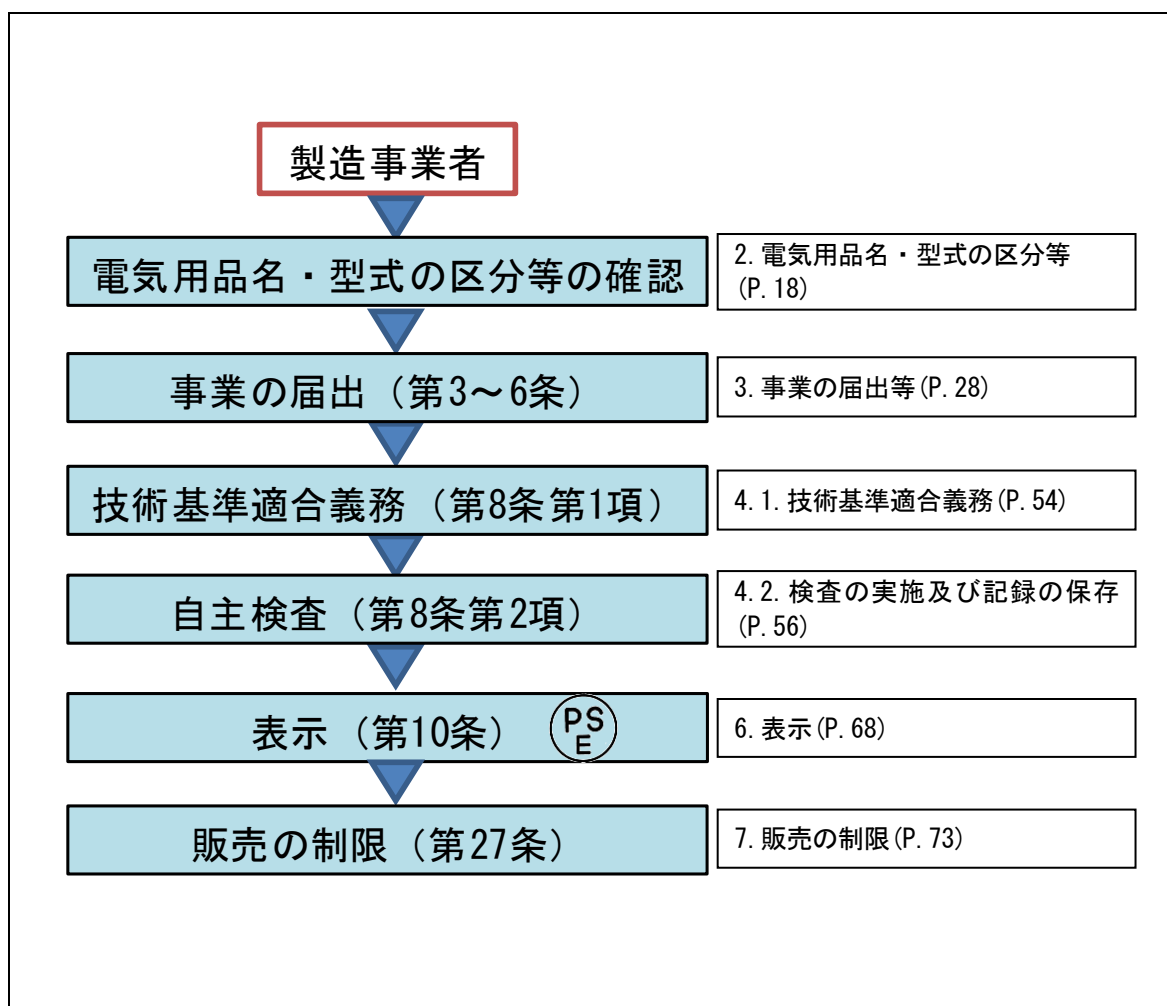 製造事業者
電気用品名・型式の区分等の確認
2. 電気用品名・型式の区分等
(P. 18)
事業の届出（第3～6条）
3. 事業の届出等(P. 28)
技術基準適合義務（第8条第1項）
4. 1. 技術基準適合義務(P. 54)
自主検査（第8条第2項）
4. 2. 検査の実施及び記録の保存
(P. 56)
表示（第10条）
PS
E
6. 表示(P. 68)
販売の制限（第27条）
7. 販売の制限(P. 73)